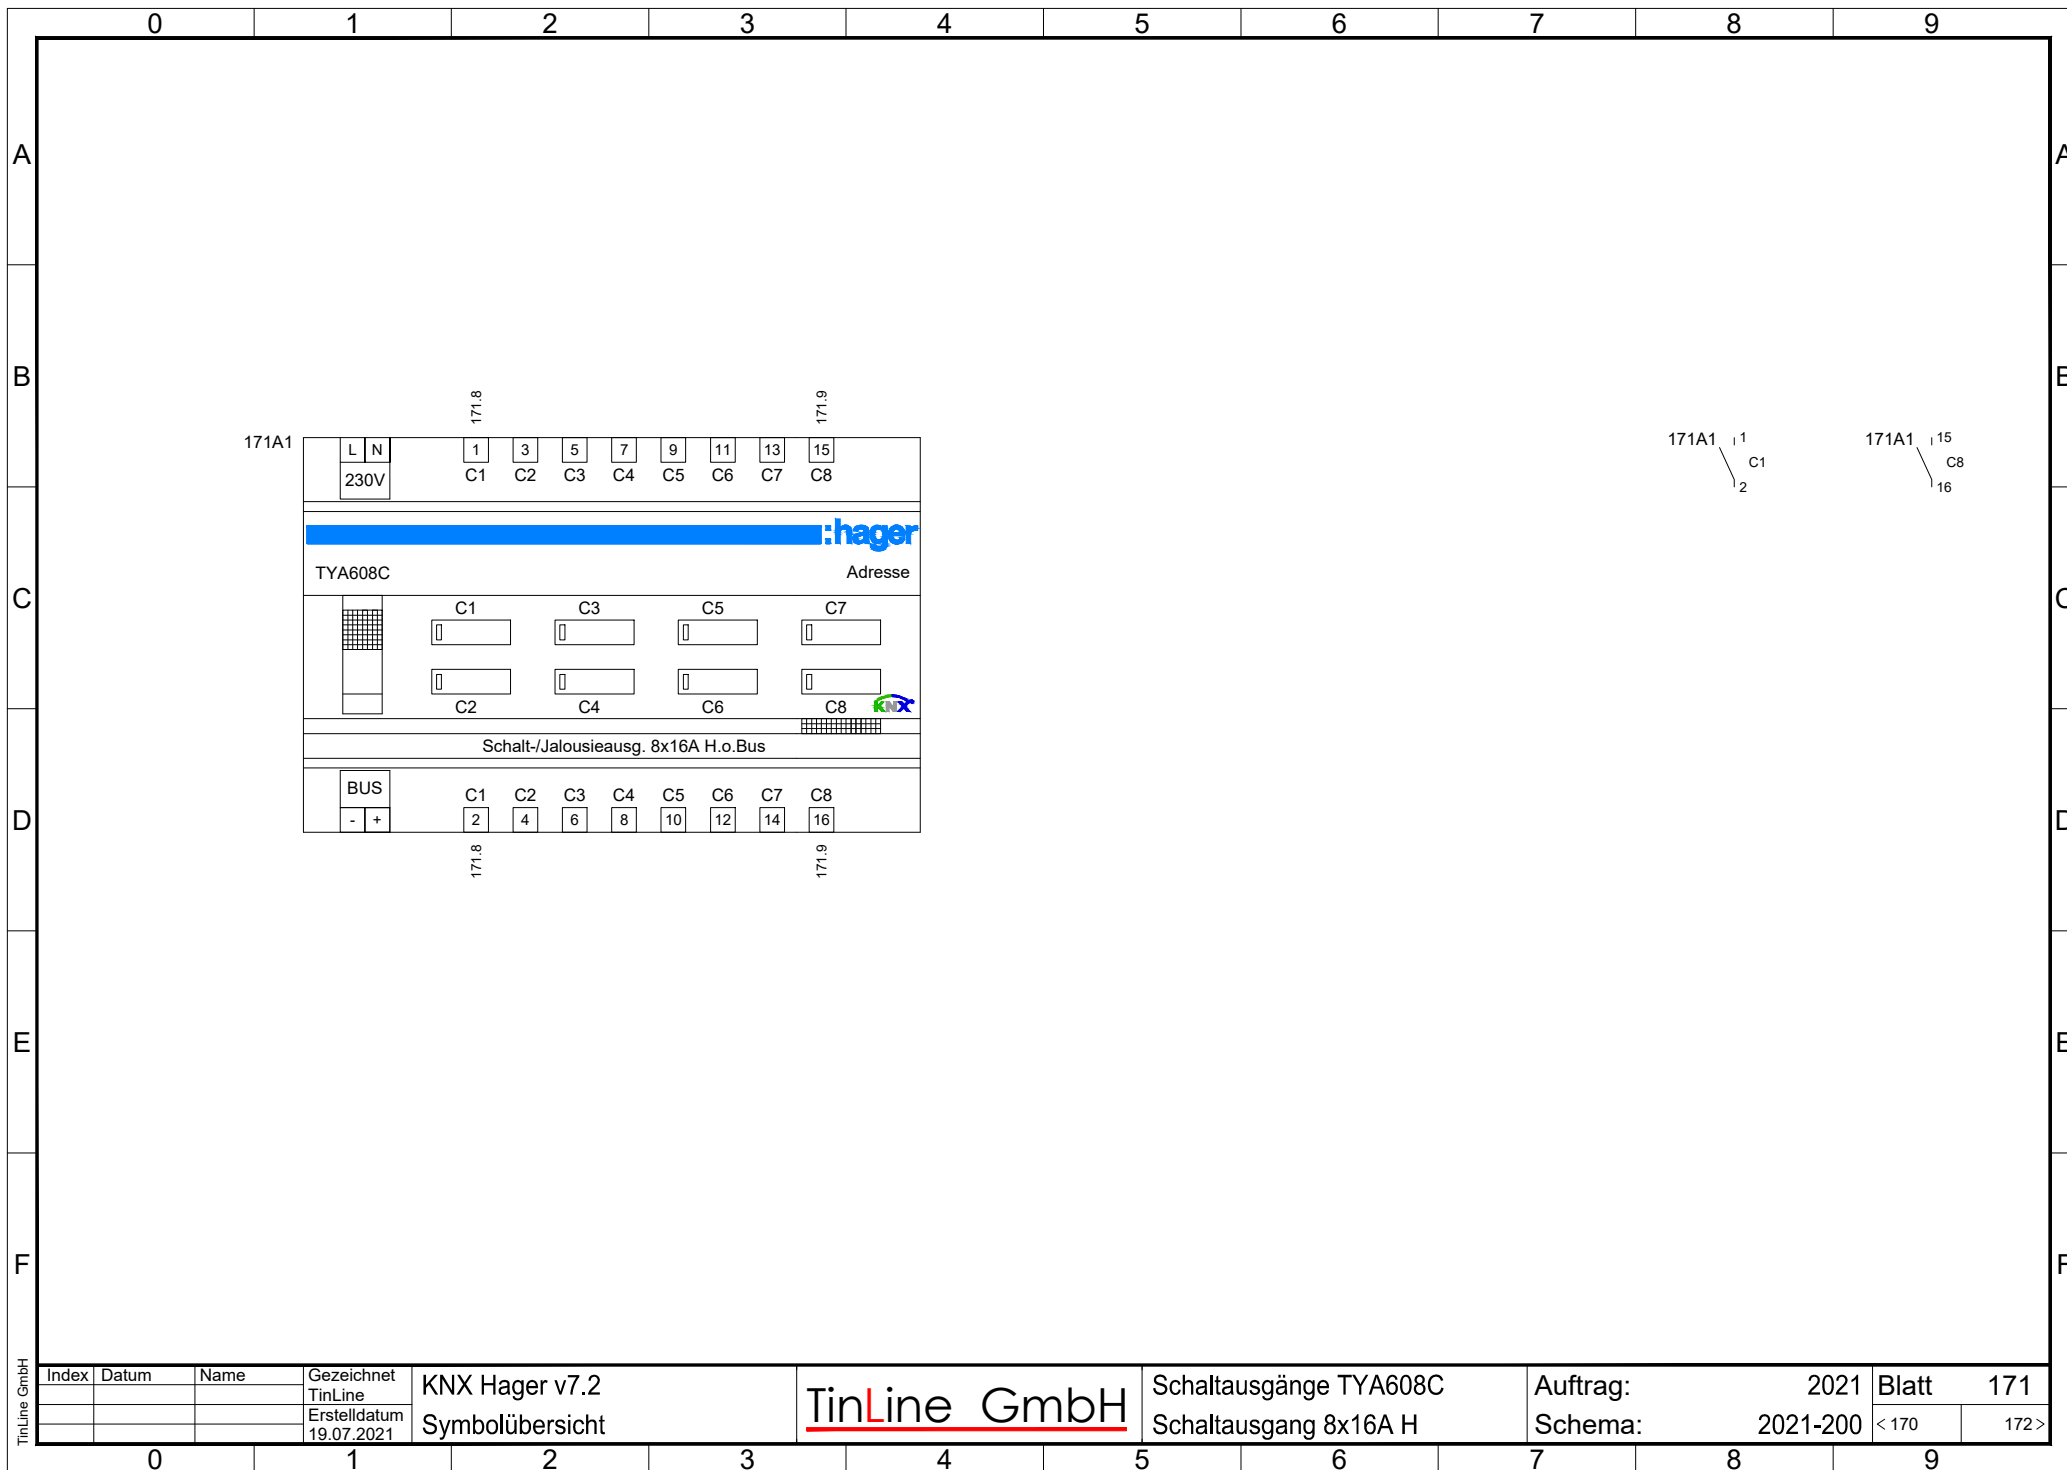 0 1 2 3 4 5 6 7 8 9
A A
B B
171.8 171.9
171A1 L N 1 3 5 7 9 11 13 15
230V C1 C2 C3 C4 C5 C6 C7 C8
171A1 1 C1 2
171A1 15 C8 16
:hager
TYA608C Adresse
C C
C1 C3 C5 C7
C2 C4 C6 C8 KNX
Schalt-/Jalousieausg. 8x16A H.o.Bus
BUS C1 C2 C3 C4 C5 C6 C7 C8
- + 2 4 6 8 10 12 14 16
D D
171.8 171.9
E E
F F
TinLine GmbH
Index Datum Name
Gezeichnet
TinLine
Erstelldatum
19.07.2021
KNX Hager v7.2
Symbolübersicht
TinLine GmbH
Schaltausgänge TYA608C
Schaltausgang 8x16A H
Auftrag: 2021
Schema: 2021-200
Blatt 171
< 170 172 >
0 1 2 3 4 5 6 7 8 9